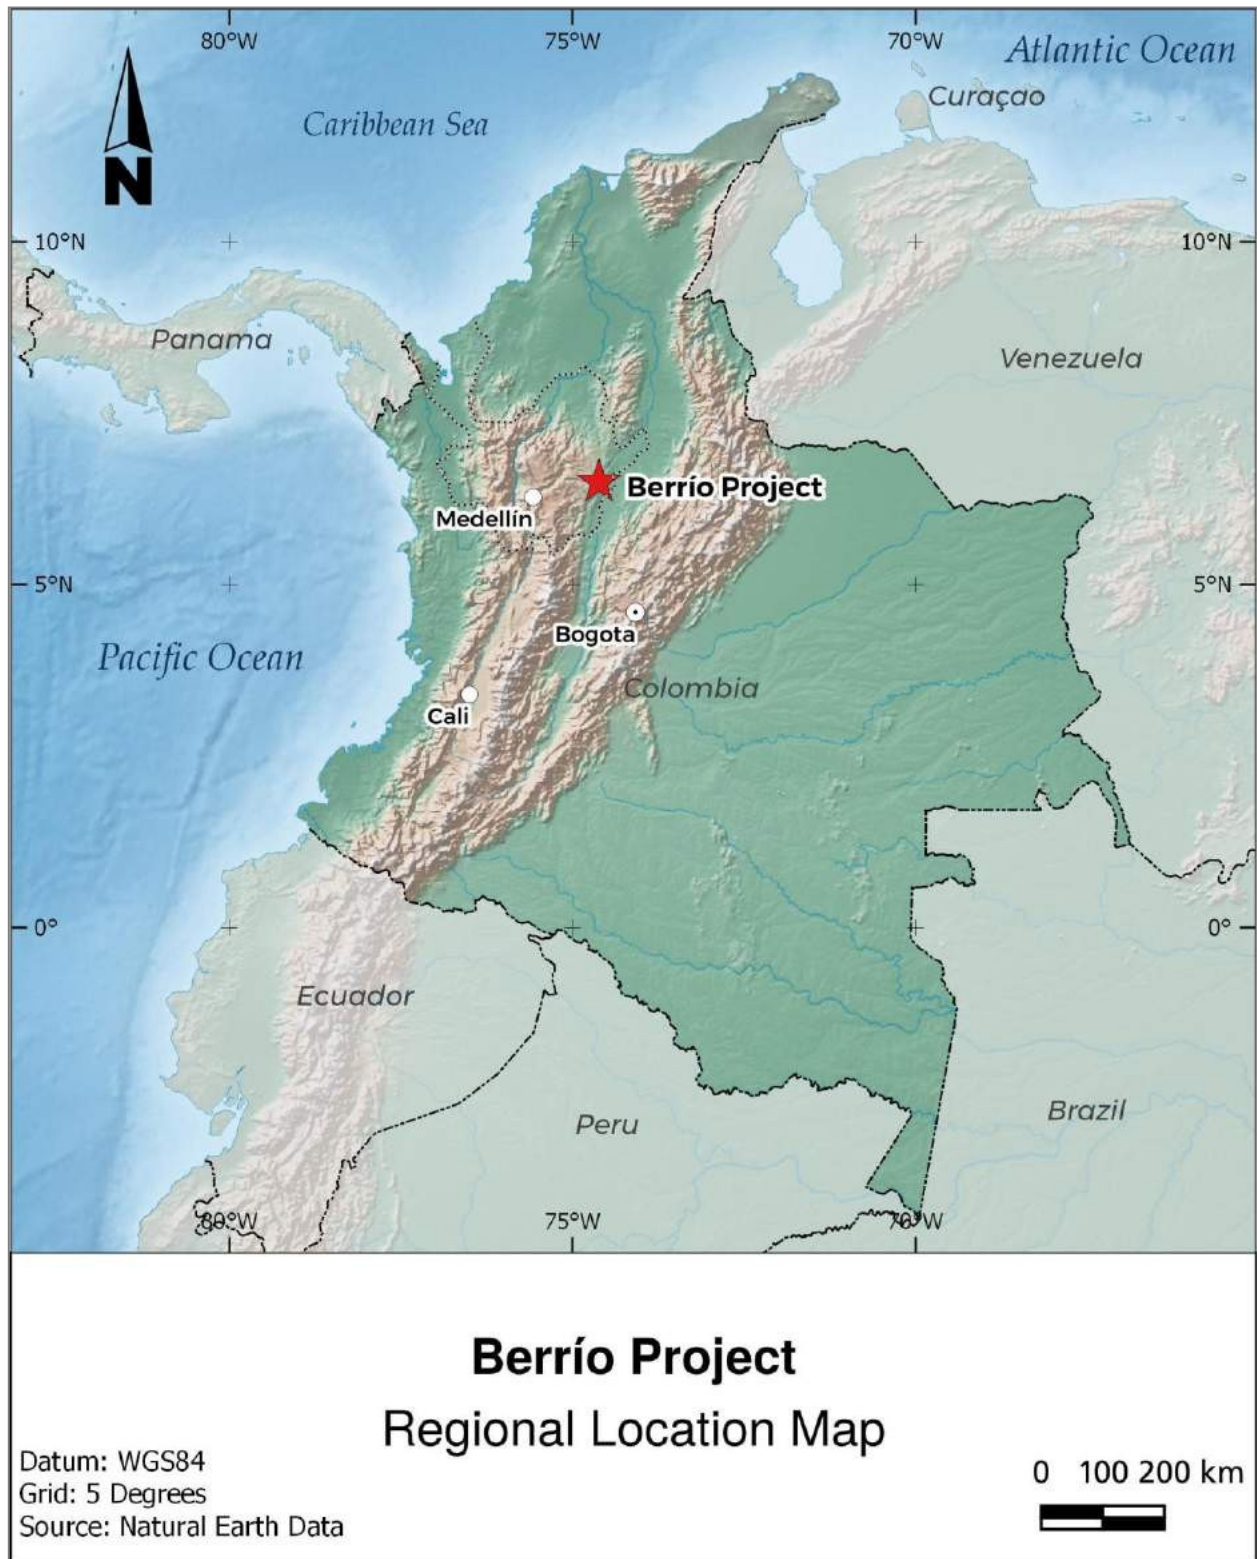 80°W
75°W
70°W
Atlantic Ocean
Curaçao
Caribbean Sea
N
10°N
10°N
Panama
Venezuela
Berrío Project
Medellín
5°N
5°N
Bogota
Pacific Ocean
Colombia
Cali
0°
0°
Ecuador
Peru
Brazil
80°W
75°W
70°W
Berrío Project
Regional Location Map
Datum: WGS84
Grid: 5 Degrees
Source: Natural Earth Data
0 100 200 km